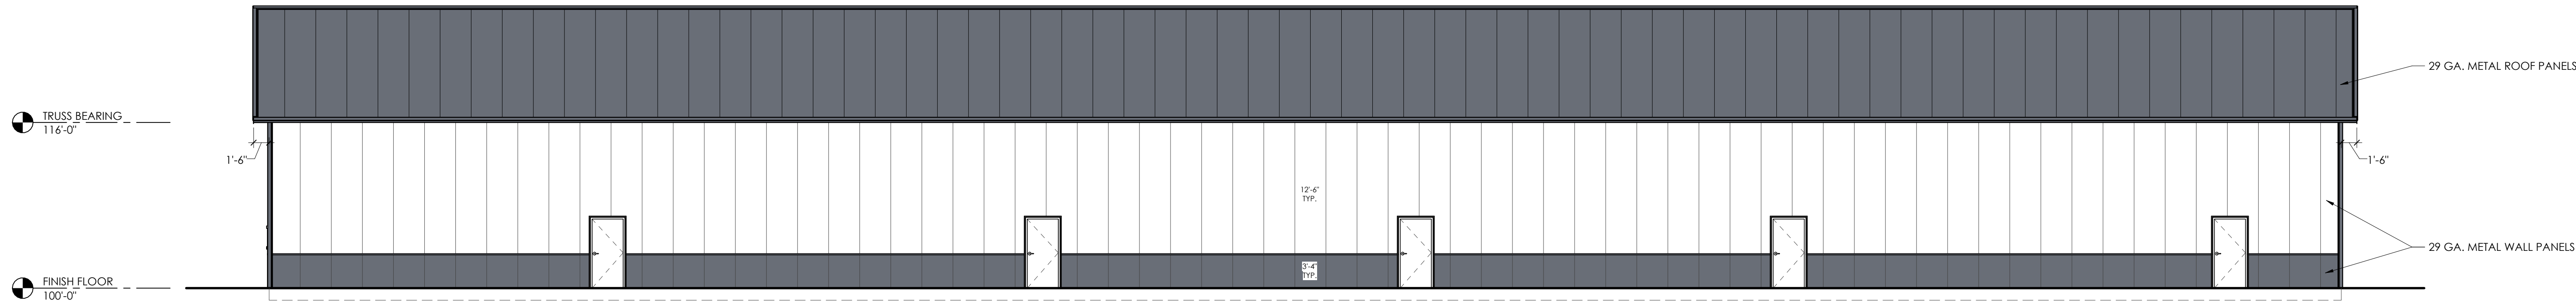 29 GA. METAL ROOF PANELS
TRUSS BEARING
116'-0"
1'-6"
1'-6"
12'-6"
TYP.
29 GA. METAL WALL PANELS
3'-4"
TYP.
FINISH FLOOR
100'-0"